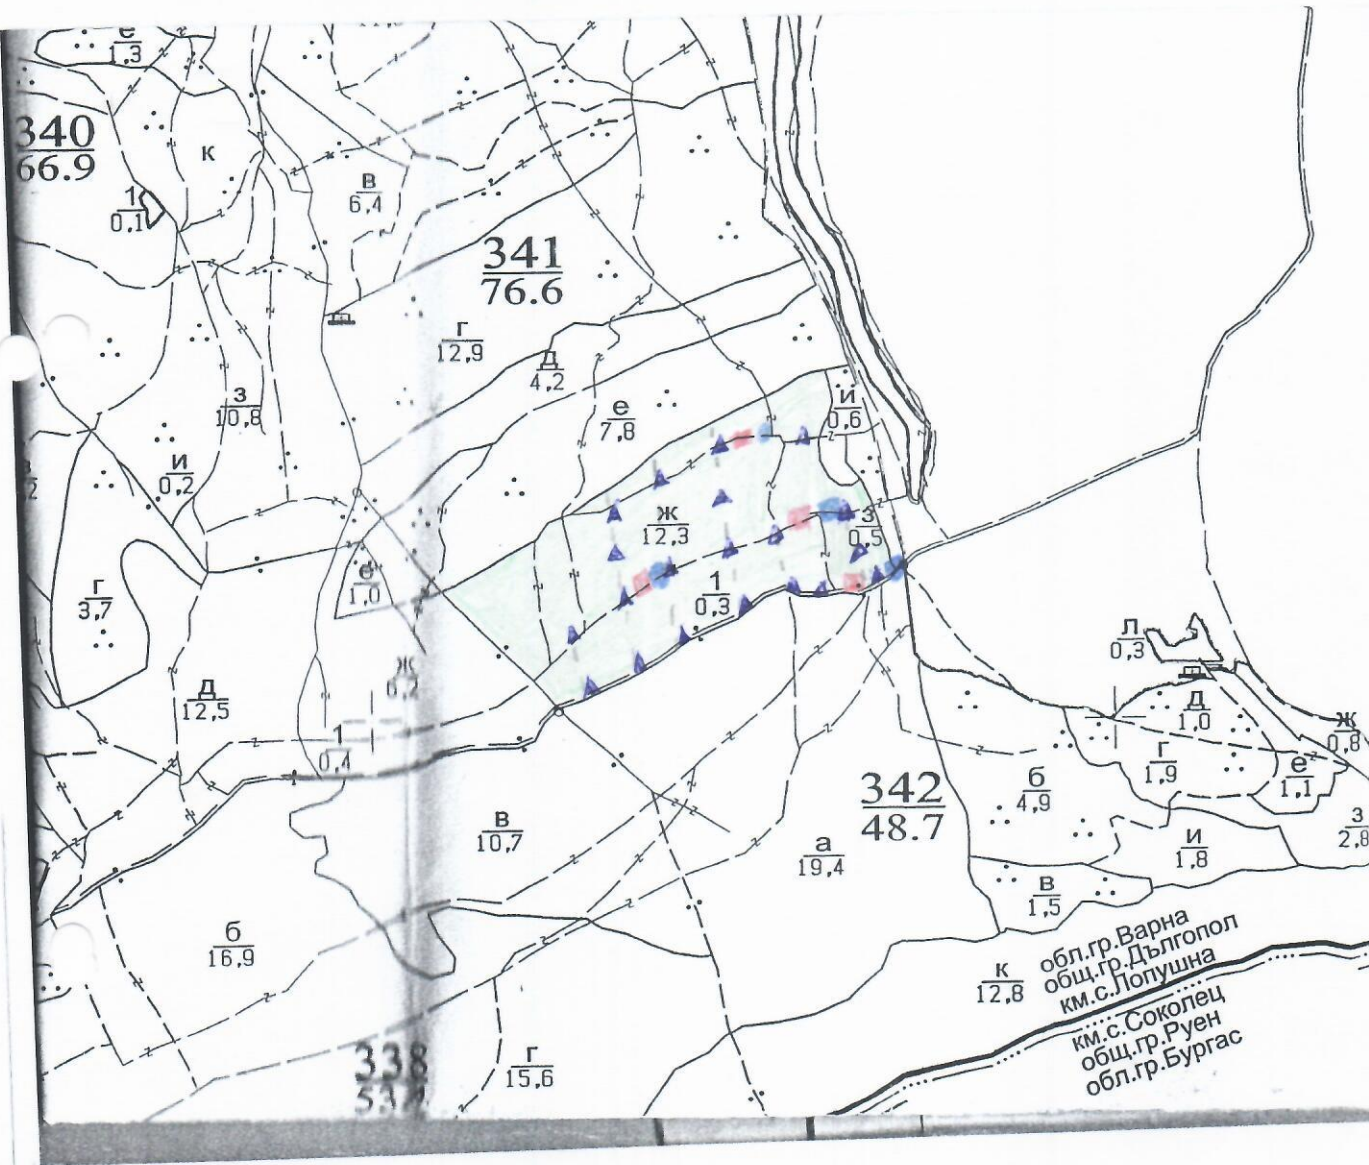 е
1,3
340
66.9
к
1
0,1
в
6,4
341
76.6
г
12,9
д
4,2
з
10,8
е
7,8
и
0,6
и
0,2
ж
12,3
з
0,5
е
1,0
1
0,3
г
3,7
л
0,3
ж
0,2
д
12,5
д
1,0
ж
0,8
1
0,4
г
1,9
е
1,1
б
4,9
342
48.7
в
10,7
а
19,4
и
1,8
з
2,8
в
1,5
б
16,9
к
12,8
обл.гр.Варна
общ.гр.Дългопол
км.с.Лопушна
км.с.Соколец
общ.гр.Руен
обл.гр.Бургас
338
г
15,6